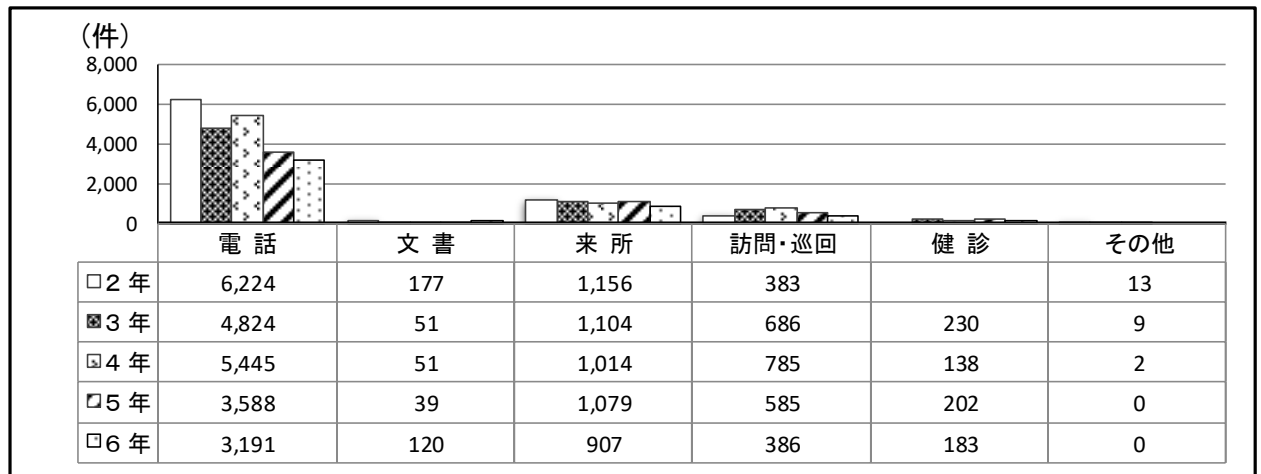 (件)
8,000
6,000
4,000
2,000
0
電 話 文 書 来 所 訪問・巡回 健 診 その他
□2 年 6,224 177 1,156 383 13
3 年 4,824 51 1,104 686 230 9
4 年 5,445 51 1,014 785 138 2
5 年 3,588 39 1,079 585 202 0
6 年 3,191 120 907 386 183 0